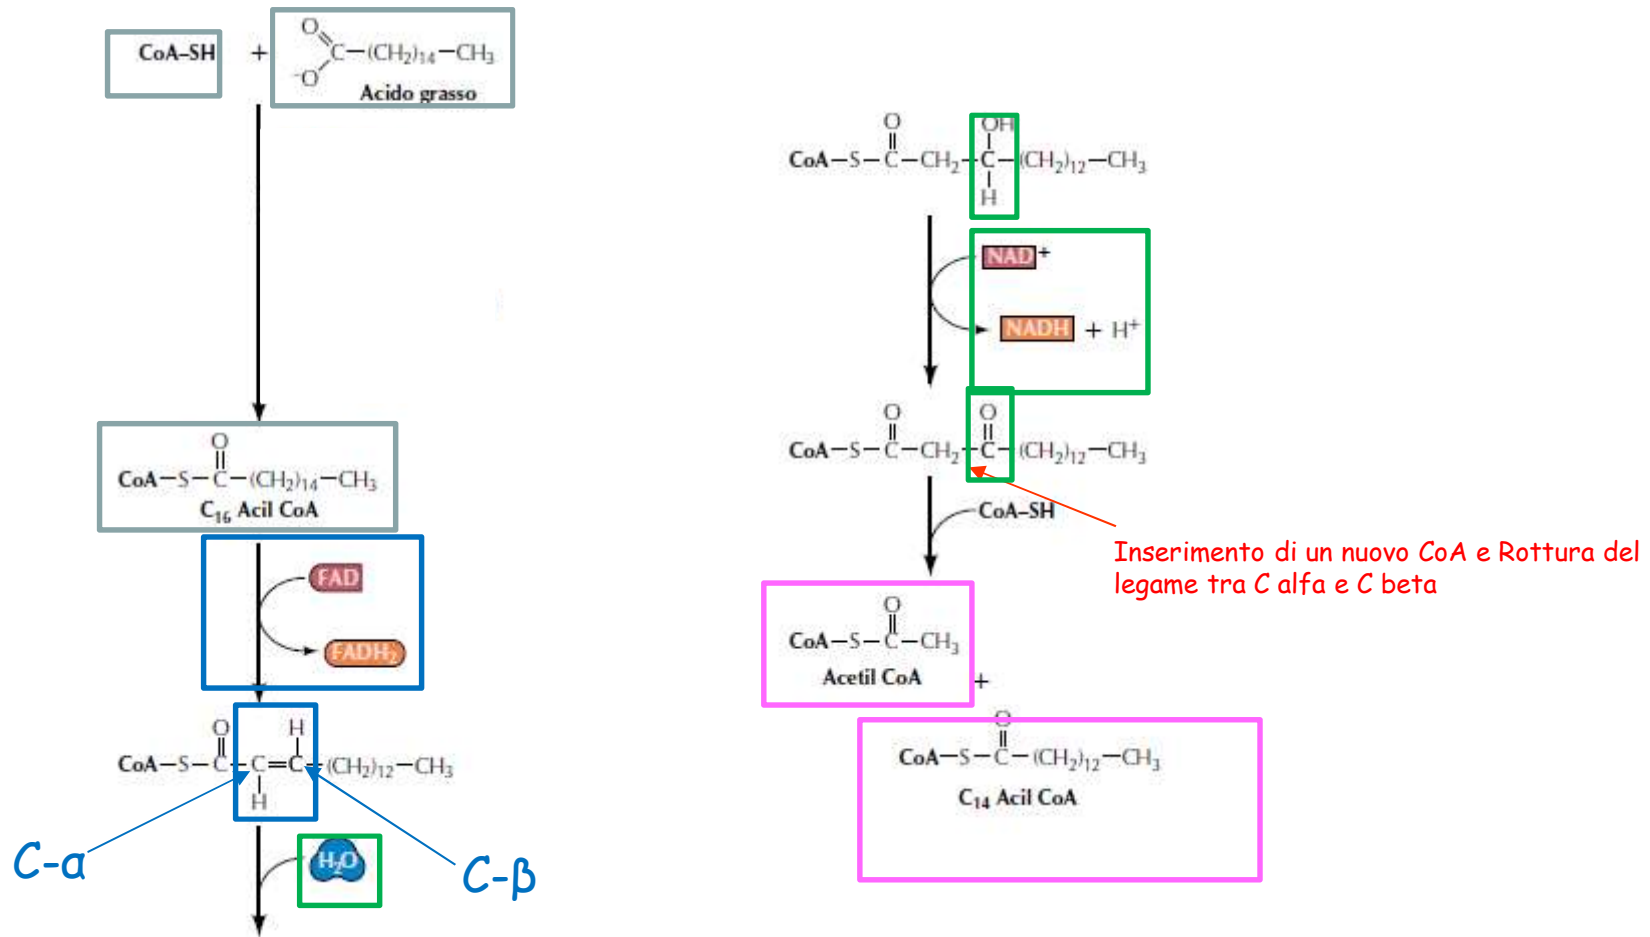 CoA–SH + O
C—(CH₂)₁₄—CH₃
⁻O
Acido grasso
O
CoA—S—C—(CH₂)₁₄—CH₃
C₁₆ Acil CoA
FAD
FADH₂
O H
CoA—S—C—C=C—(CH₂)₁₂—CH₃
H
C-α
C-β
H₂O
O OH
CoA—S—C—CH₂—C—(CH₂)₁₂—CH₃
H
NAD⁺
NADH + H⁺
O O
CoA—S—C—CH₂—C—(CH₂)₁₂—CH₃
CoA–SH
Inserimento di un nuovo CoA e Rottura del
legame tra C alfa e C beta
O
CoA—S—C—CH₃
Acetil CoA
+
O
CoA—S—C—(CH₂)₁₂—CH₃
C₁₄ Acil CoA